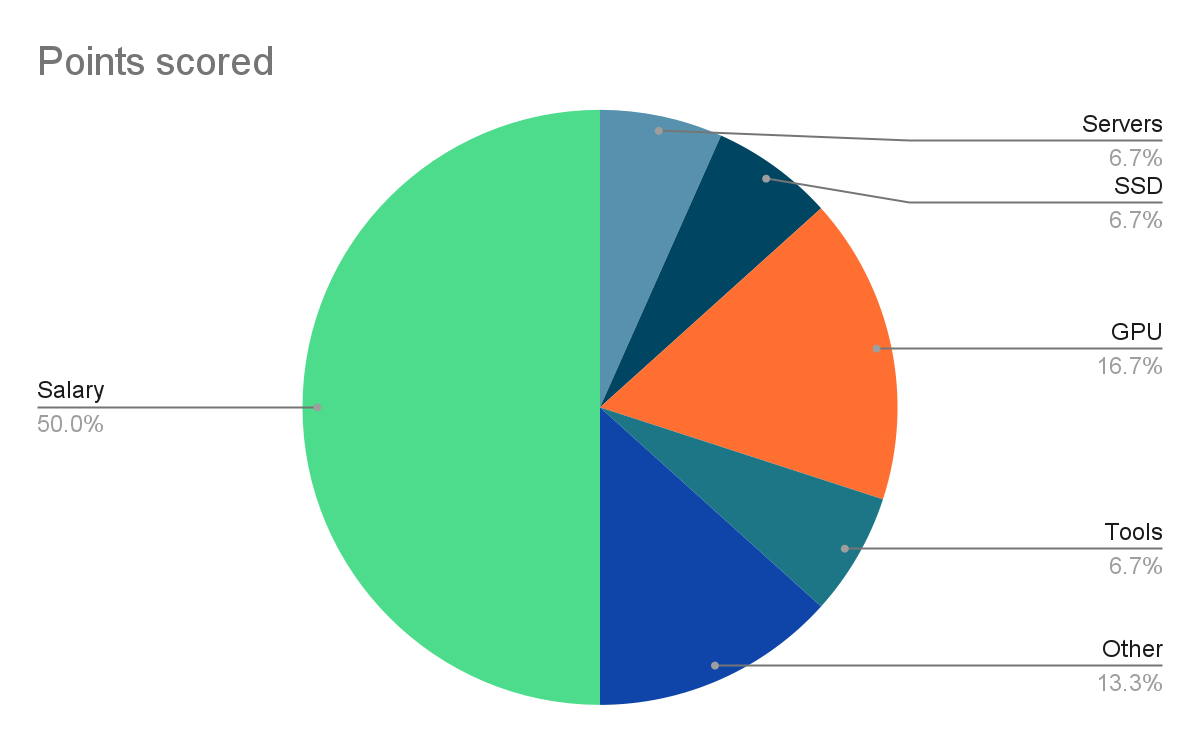 Points scored
Servers
6.7%
SSD
6.7%
GPU
16.7%
Salary
50.0%
Tools
6.7%
Other
13.3%